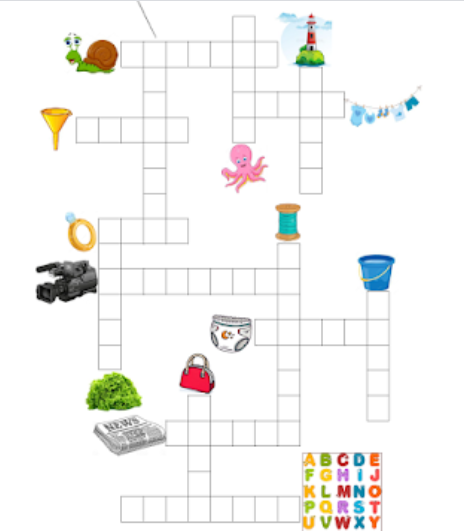 NEWS
A B C D E
F G H I J
K L M N O
P Q R S T
U V W X Y